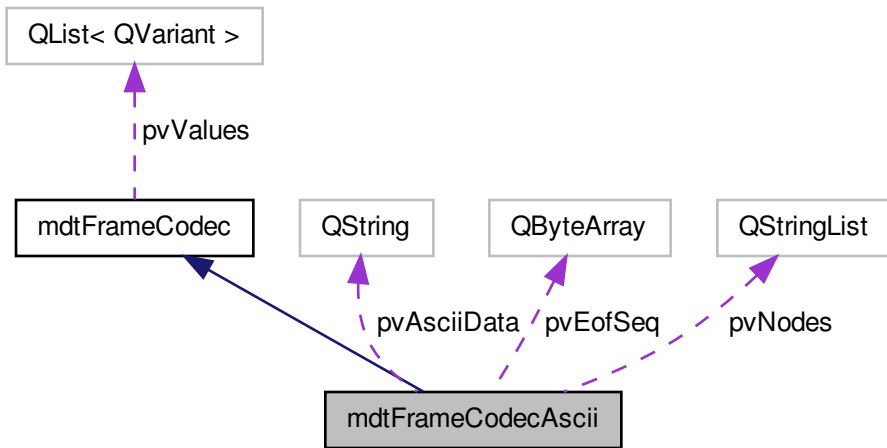 QList< QVariant >
pvValues
mdtFrameCodec
QString
QByteArray
QStringList
pvAsciiData
pvEofSeq
pvNodes
mdtFrameCodecAscii